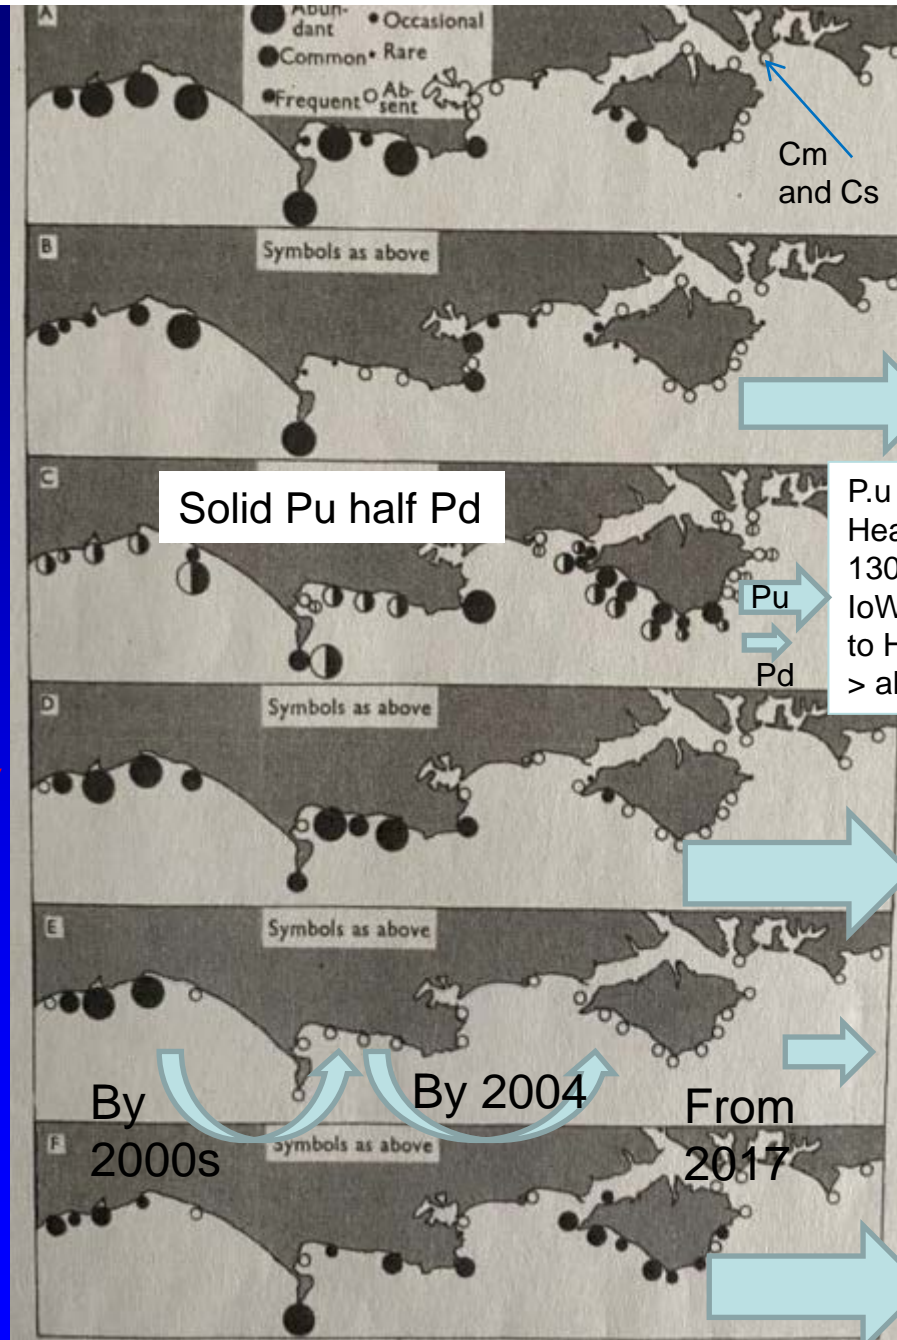 A
Abun-
dant
Occasional
Common
Rare
Frequent
Ab-
sent
Cm
and Cs
B
Symbols as above
C
Solid Pu half Pd
P.u
130
IoW
to H
Pu
Pd
D
Symbols as above
E
Symbols as above
By
2000s
By 2004
From
2017
F
Symbols as above